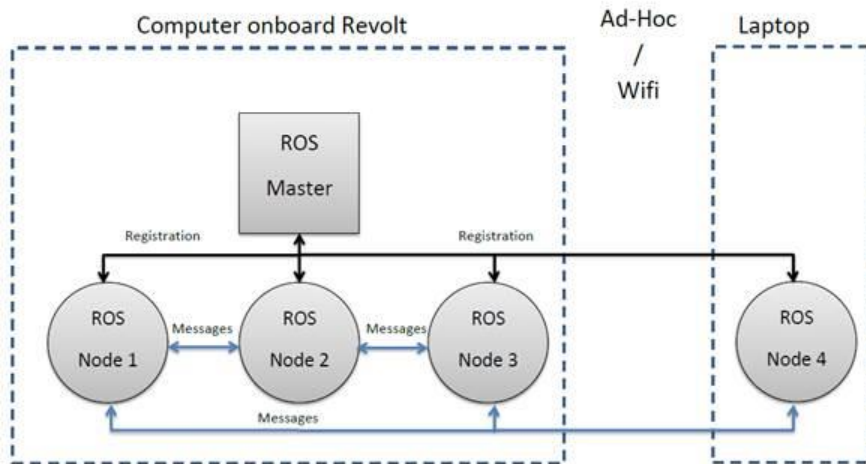 Computer onboard Revolt
Ad-Hoc
/
Wifi
Laptop
ROS
Master
Registration
Registration
ROS
Node 1
Messages
ROS
Node 2
Messages
ROS
Node 3
ROS
Node 4
Messages